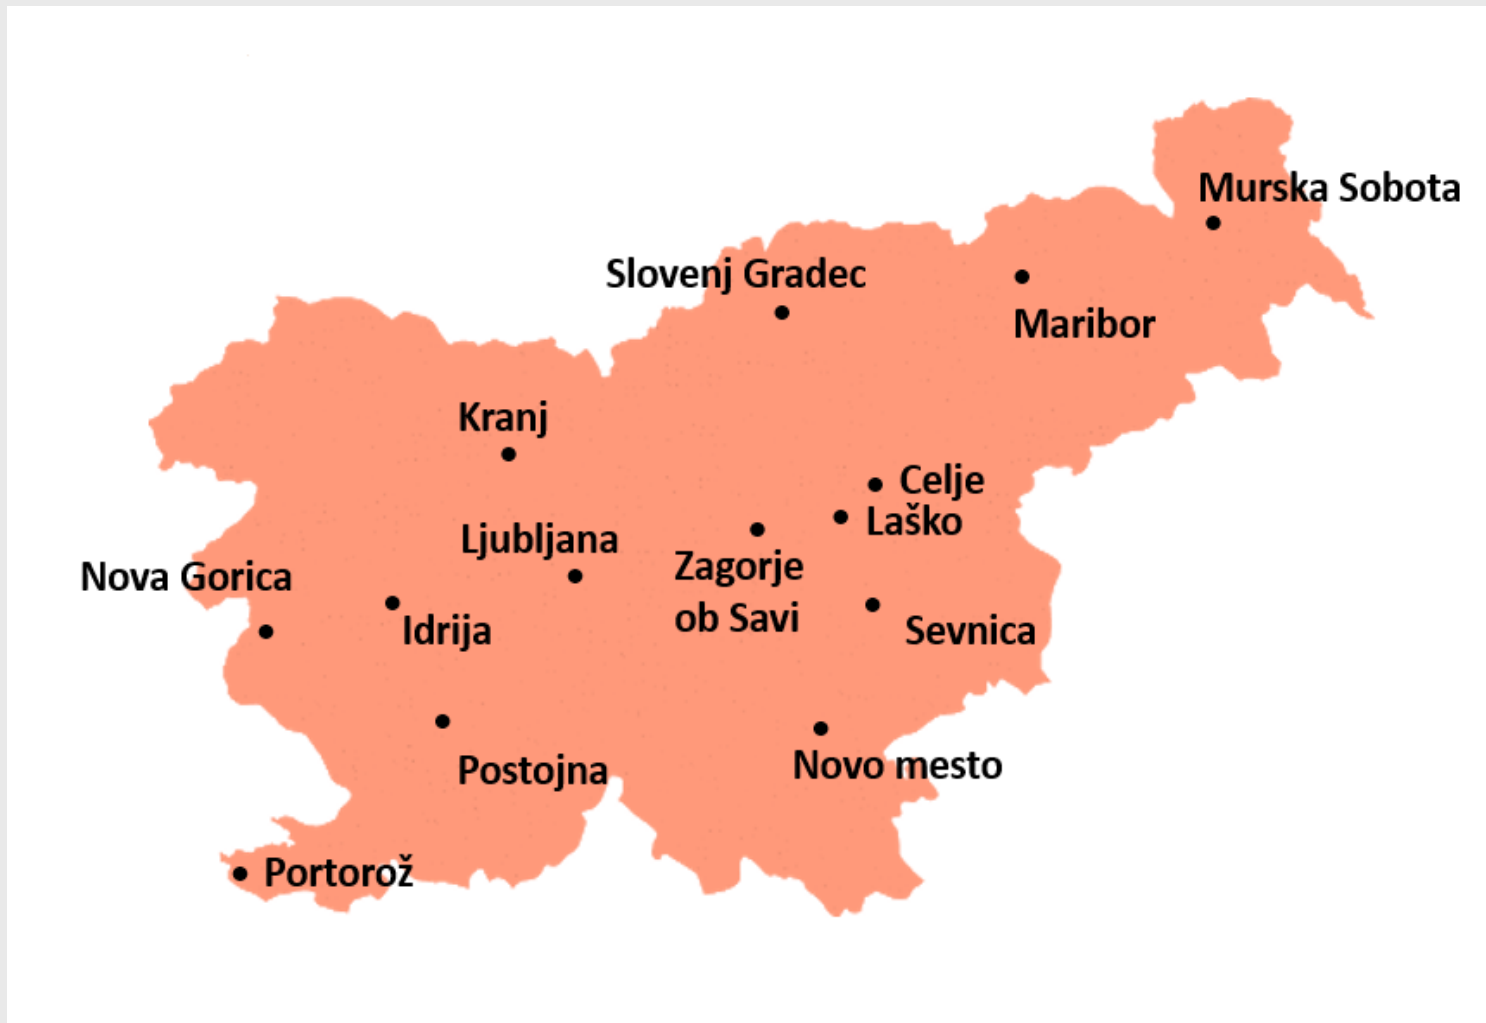 Murska Sobota
Slovenj Gradec
Maribor
Kranj
Celje
Laško
Ljubljana
Zagorje
ob Savi
Nova Gorica
Idrija
Sevnica
Postojna
Novo mesto
Portorož